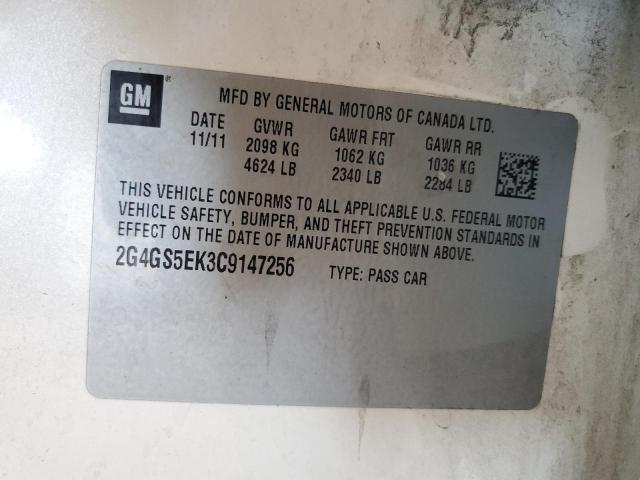 GM ®
MFD BY GENERAL MOTORS OF CANADA LTD.
DATE GVWR GAWR FRT GAWR RR
11/11 2098 KG 1062 KG 1036 KG
4624 LB 2340 LB 2284 LB
THIS VEHICLE CONFORMS TO ALL APPLICABLE U.S. FEDERAL MOTOR
VEHICLE SAFETY, BUMPER, AND THEFT PREVENTION STANDARDS IN
EFFECT ON THE DATE OF MANUFACTURE SHOWN ABOVE.
2G4GS5EK3C9147256 TYPE: PASS CAR